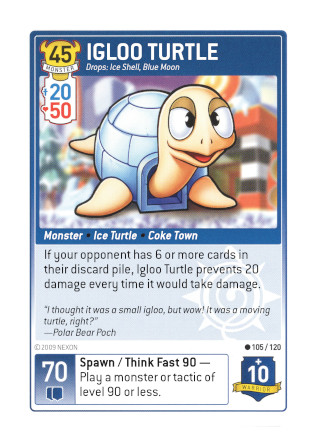 45 IGLOO TURTLE
MONSTER
Drops: Ice Shell, Blue Moon
20
50
Monster • Ice Turtle • Coke Town
If your opponent has 6 or more cards in
their discard pile, Igloo Turtle prevents 20
damage every time it would take damage.
"I thought it was a small igloo, but wow! It was a moving
turtle, right?"
—Polar Bear Poch
© 2009 NEXON
105 / 120
70
Spawn / Think Fast 90 —
Play a monster or tactic of
level 90 or less.
+
10
WARRIOR